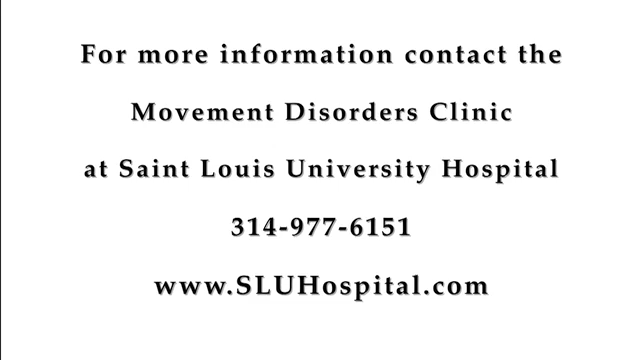 For more information contact the
Movement Disorders Clinic
at Saint Louis University Hospital
314-977-6151
www.SLUHospital.com